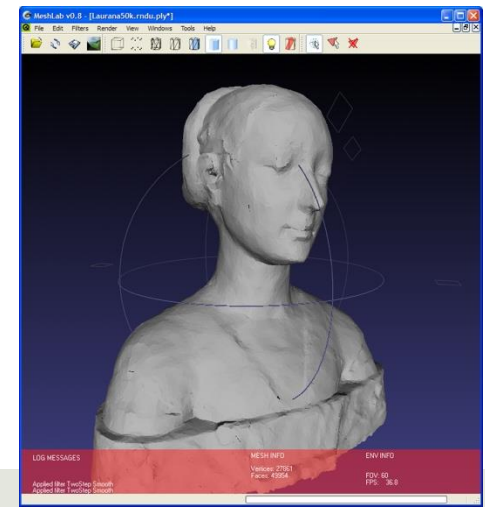 MeshLab v0.8 - [Laurana50k.rndu.ply*]
File Edit Filters Render View Windows Tools Help
LOG MESSAGES
Applied filter TwoStep Smooth
Applied filter TwoStep Smooth
MESH INFO
Vertices: 27061
Faces: 49954
ENV INFO
FOV: 60
FPS: 36.8